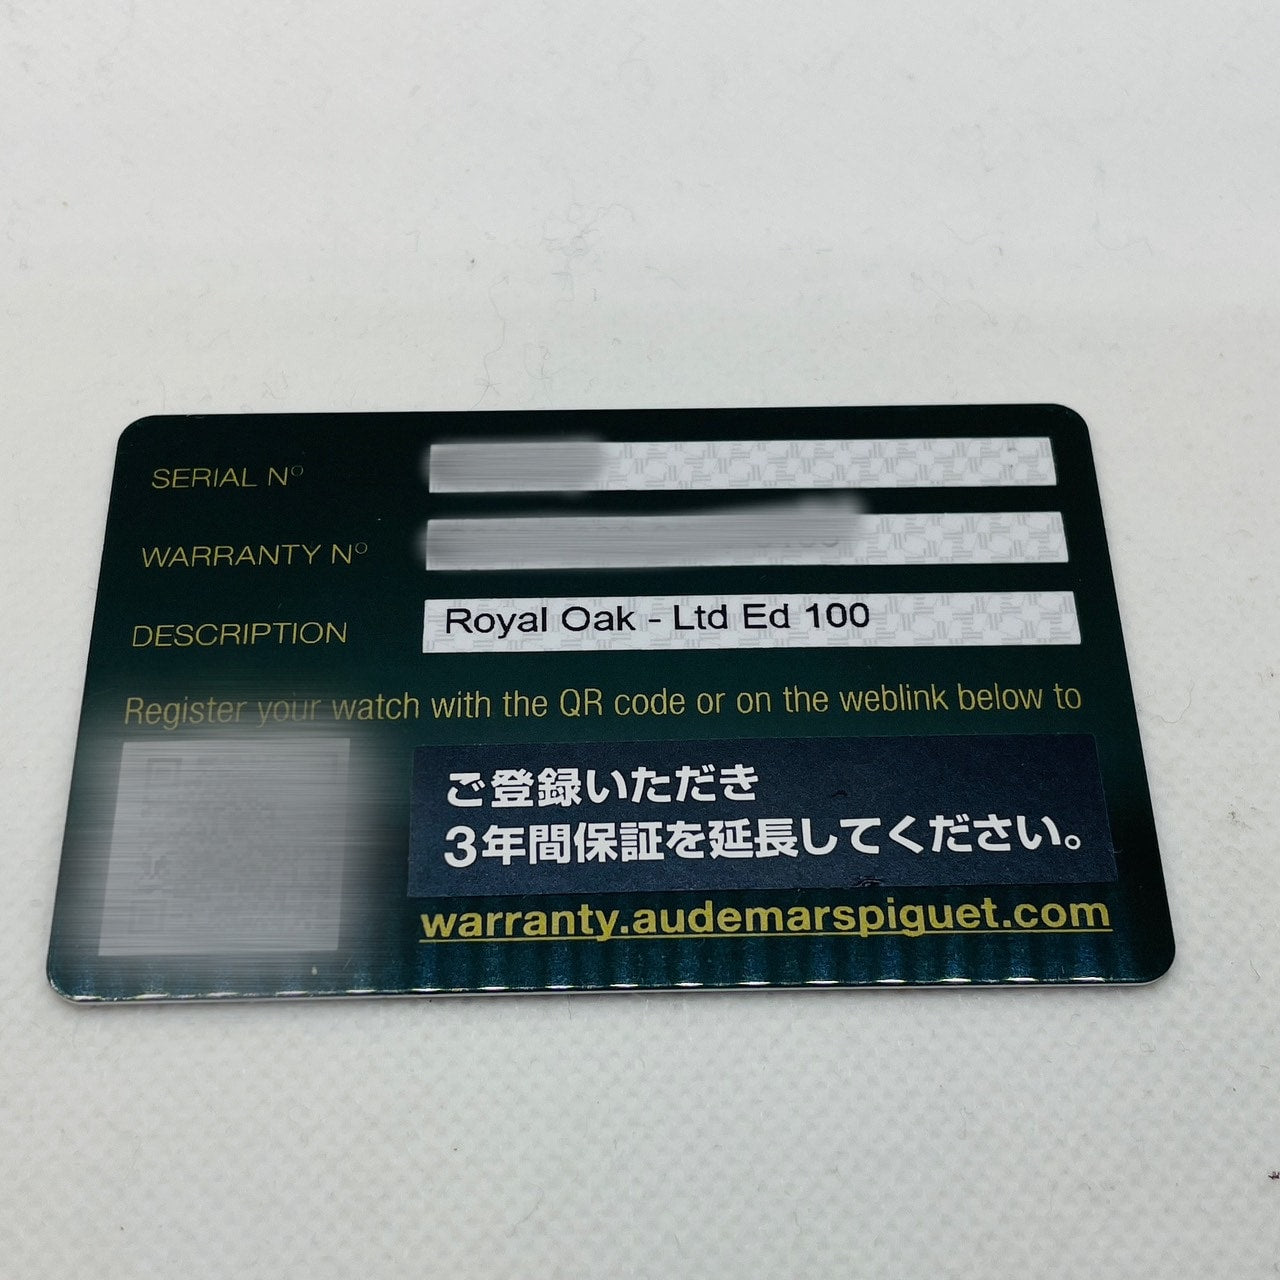 SERIAL Nº
WARRANTY Nº
DESCRIPTION Royal Oak - Ltd Ed 100
Register your watch with the QR code or on the weblink below to
ご登録いただき
3年間保証を延長してください。
warranty.audemarspiguet.com